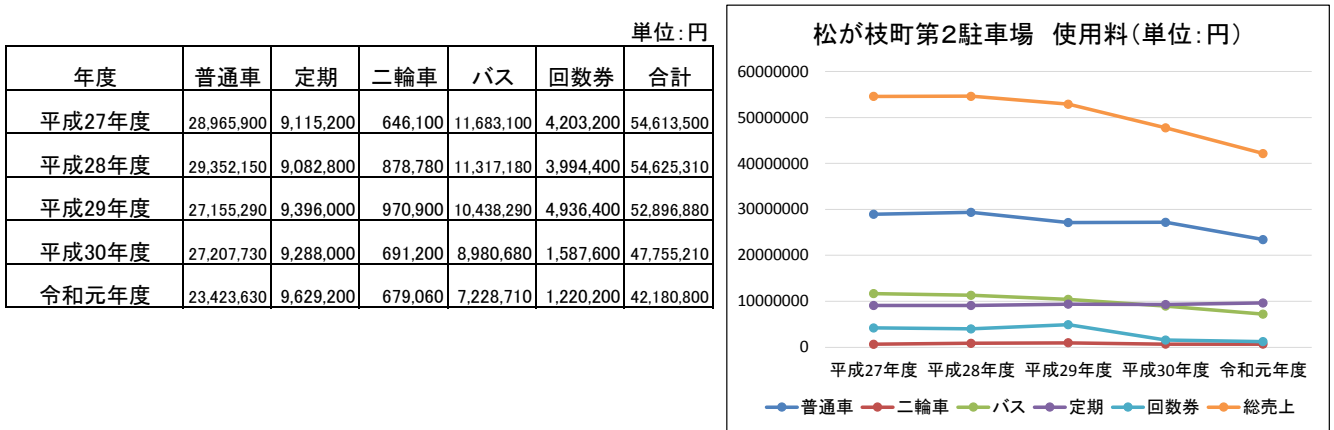 単位:円
年度 普通車 定期 二輪車 バス 回数券 合計
平成27年度 28,965,900 9,115,200 646,100 11,683,100 4,203,200 54,613,500
平成28年度 29,352,150 9,082,800 878,780 11,317,180 3,994,400 54,625,310
平成29年度 27,155,290 9,396,000 970,900 10,438,290 4,936,400 52,896,880
平成30年度 27,207,730 9,288,000 691,200 8,980,680 1,587,600 47,755,210
令和元年度 23,423,630 9,629,200 679,060 7,228,710 1,220,200 42,180,800
松が枝町第2駐車場 使用料(単位:円)
60000000
50000000
40000000
30000000
20000000
10000000
0
平成27年度 平成28年度 平成29年度 平成30年度 令和元年度
普通車 二輪車 バス 定期 回数券 総売上